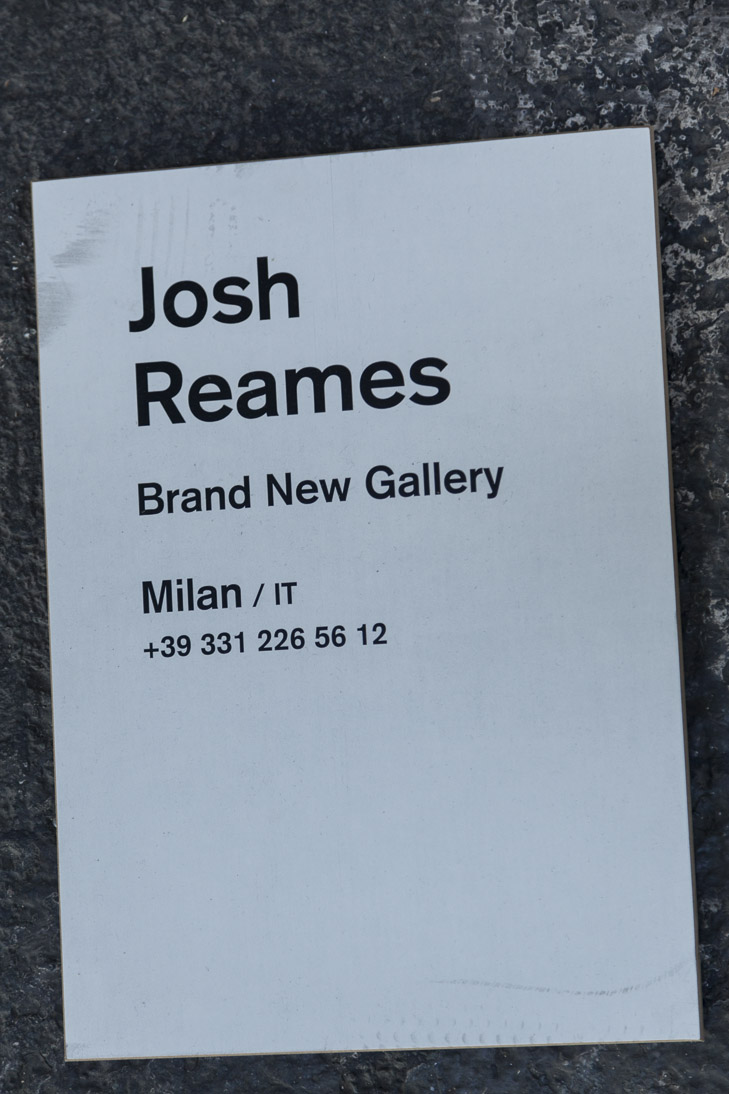 Josh
Reames
Brand New Gallery
Milan / IT
+39 331 226 56 12